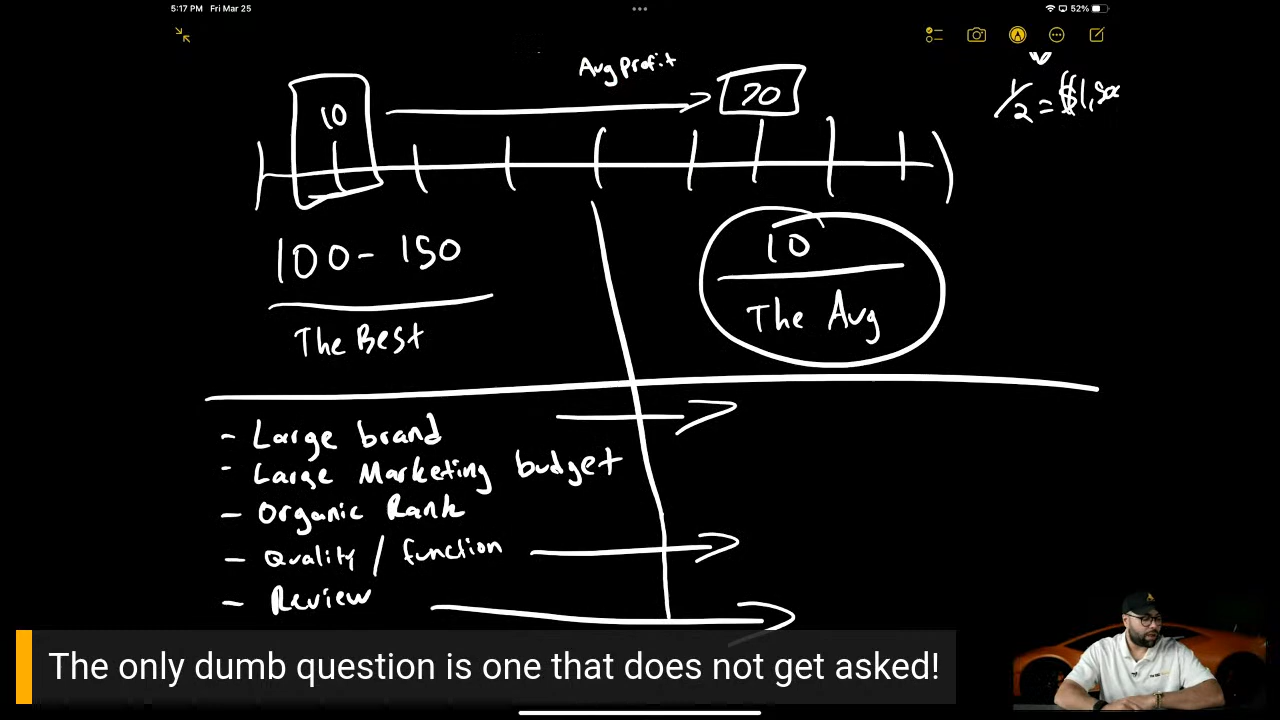 5:17 PM Fri Mar 25
52%
Avg Profit
10
70
1/2 =
100 - 150
The Best
10
The Avg
- Large brand
- Large Marketing budget
- Organic Rank
- Quality / function
- Review
The only dumb question is one that does not get asked!